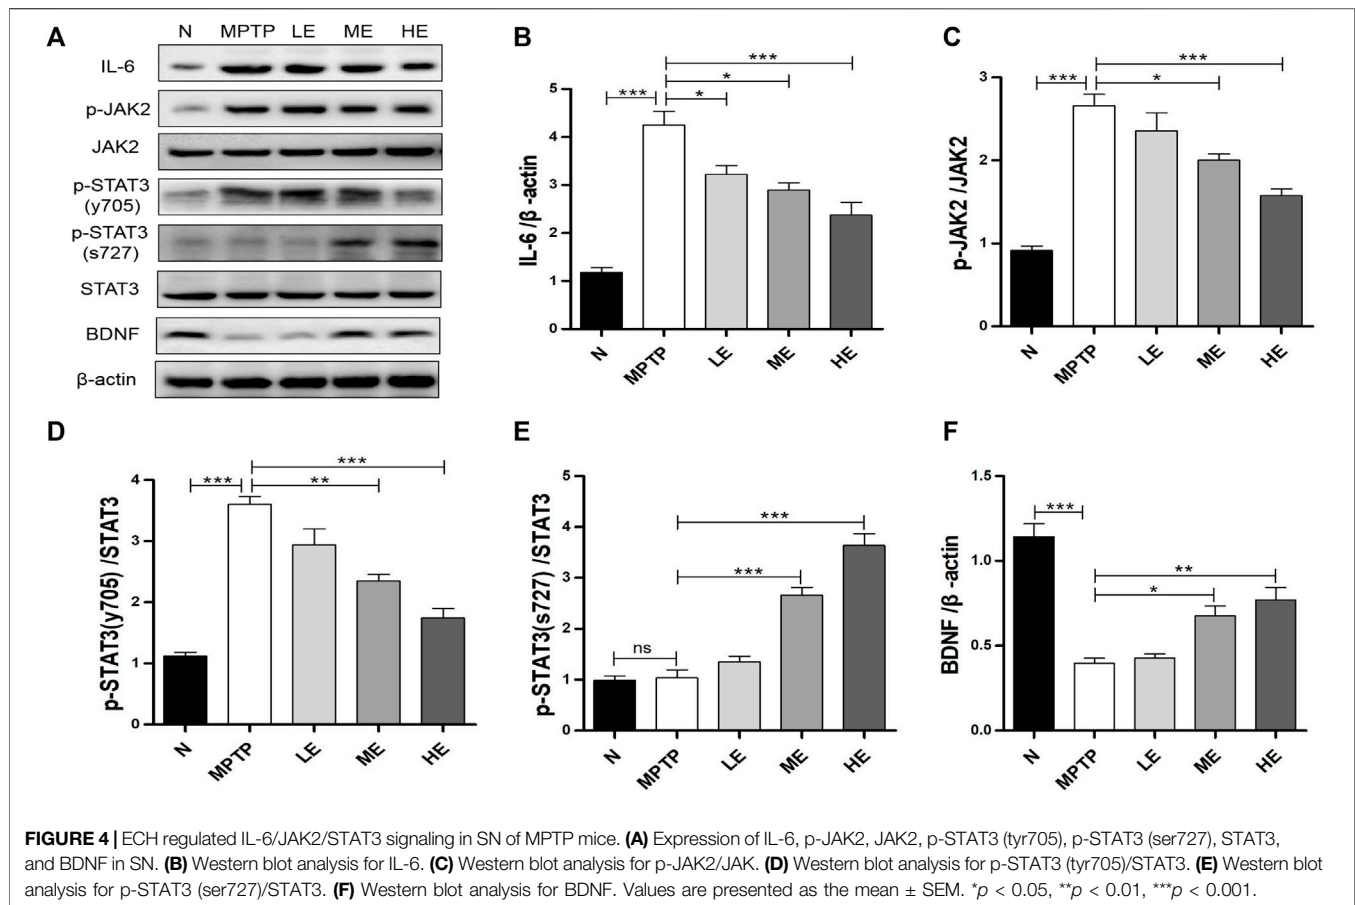 A
N MPTP LE ME HE
IL-6
p-JAK2
JAK2
p-STAT3
(y705)
p-STAT3
(s727)
STAT3
BDNF
β-actin
B
IL-6 /β -actin
5
4
3
2
1
0
***
*
*
***
N MPTP LE ME HE
C
p-JAK2 /JAK2
3
2
1
0
***
*
***
N MPTP LE ME HE
D
p-STAT3(y705) /STAT3
4
3
2
1
0
***
**
***
N MPTP LE ME HE
E
p-STAT3(s727) /STAT3
5
4
3
2
1
0
ns
***
***
N MPTP LE ME HE
F
BDNF /β -actin
1.5
1.0
0.5
0.0
***
*
**
N MPTP LE ME HE
FIGURE 4 | ECH regulated IL-6/JAK2/STAT3 signaling in SN of MPTP mice. (A) Expression of IL-6, p-JAK2, JAK2, p-STAT3 (tyr705), p-STAT3 (ser727), STAT3,
and BDNF in SN. (B) Western blot analysis for IL-6. (C) Western blot analysis for p-JAK2/JAK. (D) Western blot analysis for p-STAT3 (tyr705)/STAT3. (E) Western blot
analysis for p-STAT3 (ser727)/STAT3. (F) Western blot analysis for BDNF. Values are presented as the mean ± SEM. *p < 0.05, **p < 0.01, ***p < 0.001.